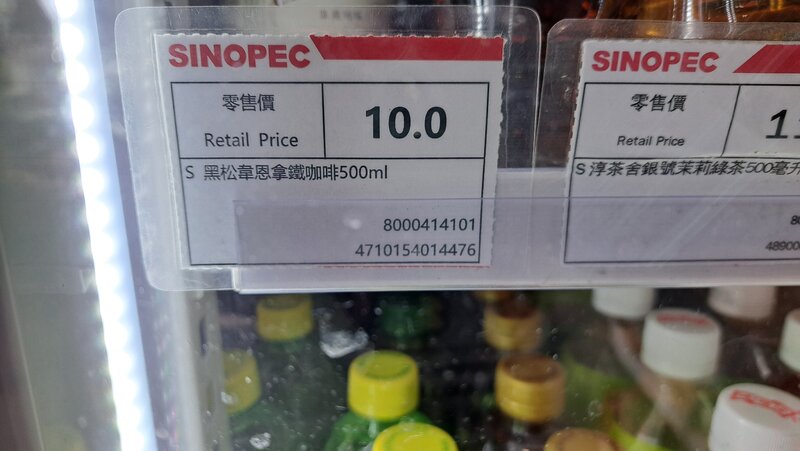 SINOPEC
零售價
Retail Price
10.0
S 黑松韋恩拿鐵咖啡500ml
8000414101
4710154014476
SINOPEC
零售價
Retail Price
S 淳茶舍銀號茉莉綠茶500毫升